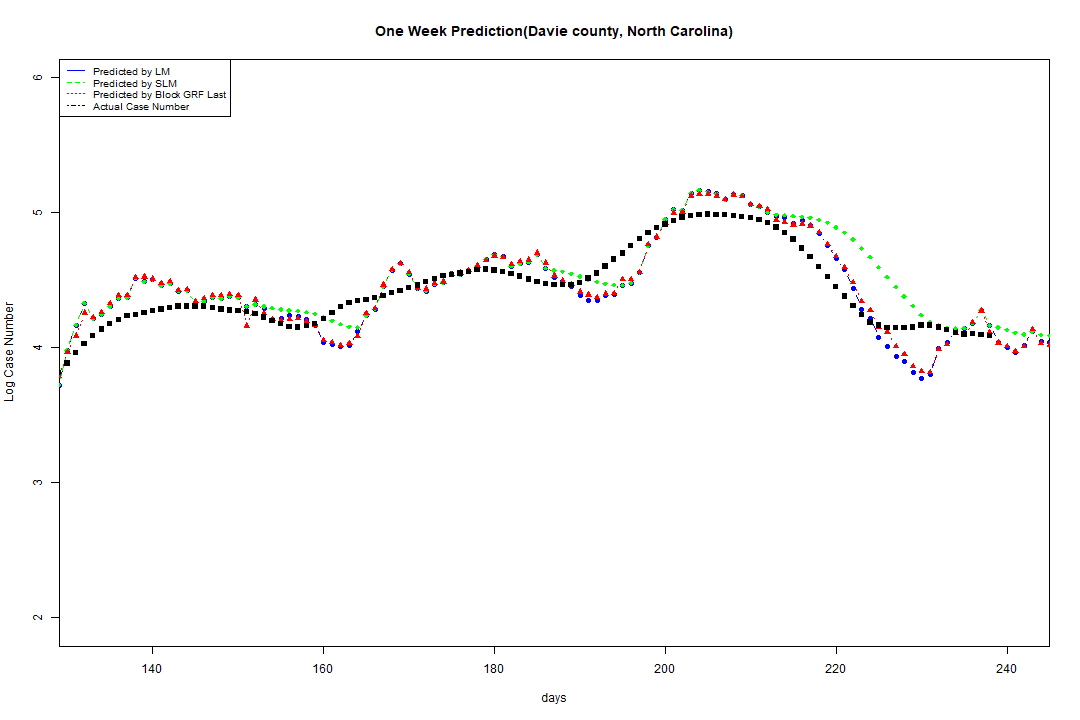 One Week Prediction(Davie county, North Carolina)
Predicted by LM
Predicted by SLM
Predicted by Block GRF Last
Actual Case Number
6
5
4
3
2
Log Case Number
140 160 180 200 220 240
days